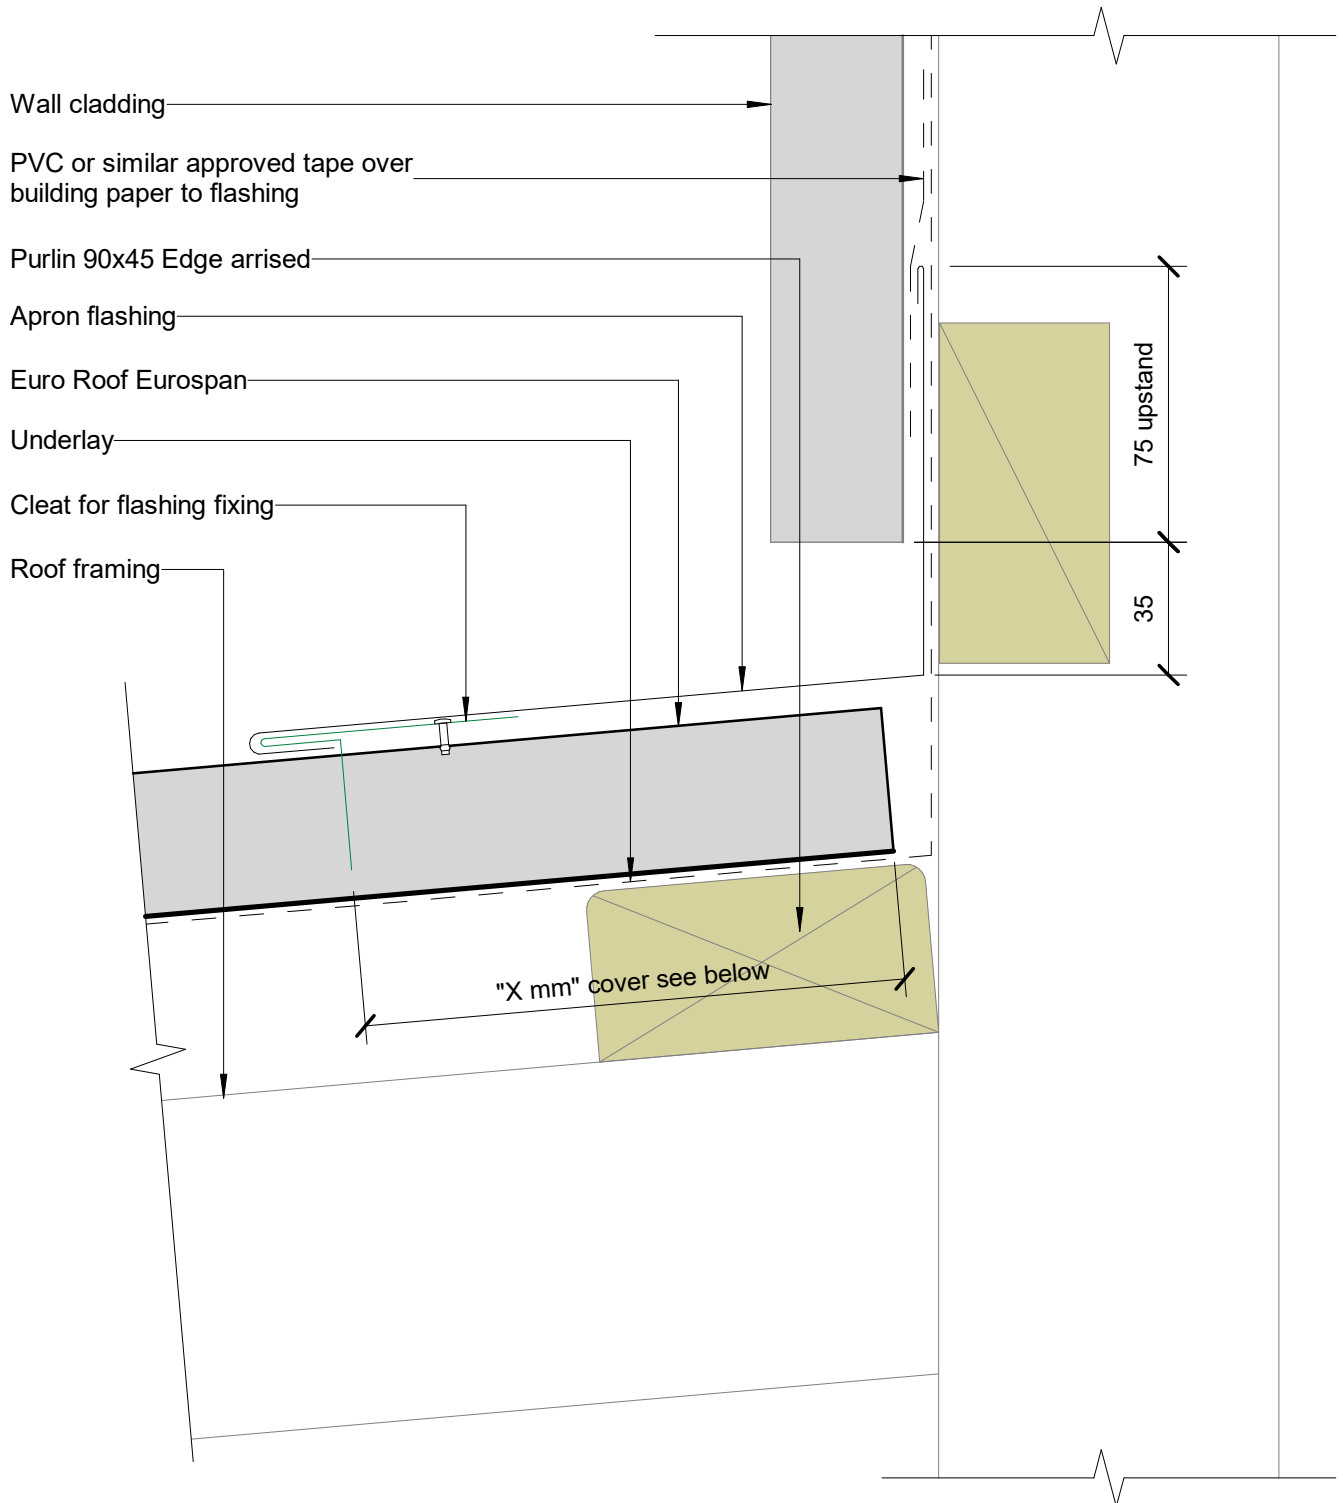 Wall cladding
PVC or similar approved tape over
building paper to flashing
Purlin 90x45 Edge arrised
Apron flashing
Euro Roof Eurospan
Underlay
Cleat for flashing fixing
Roof framing
75 upstand
35
"X mm" cover see below